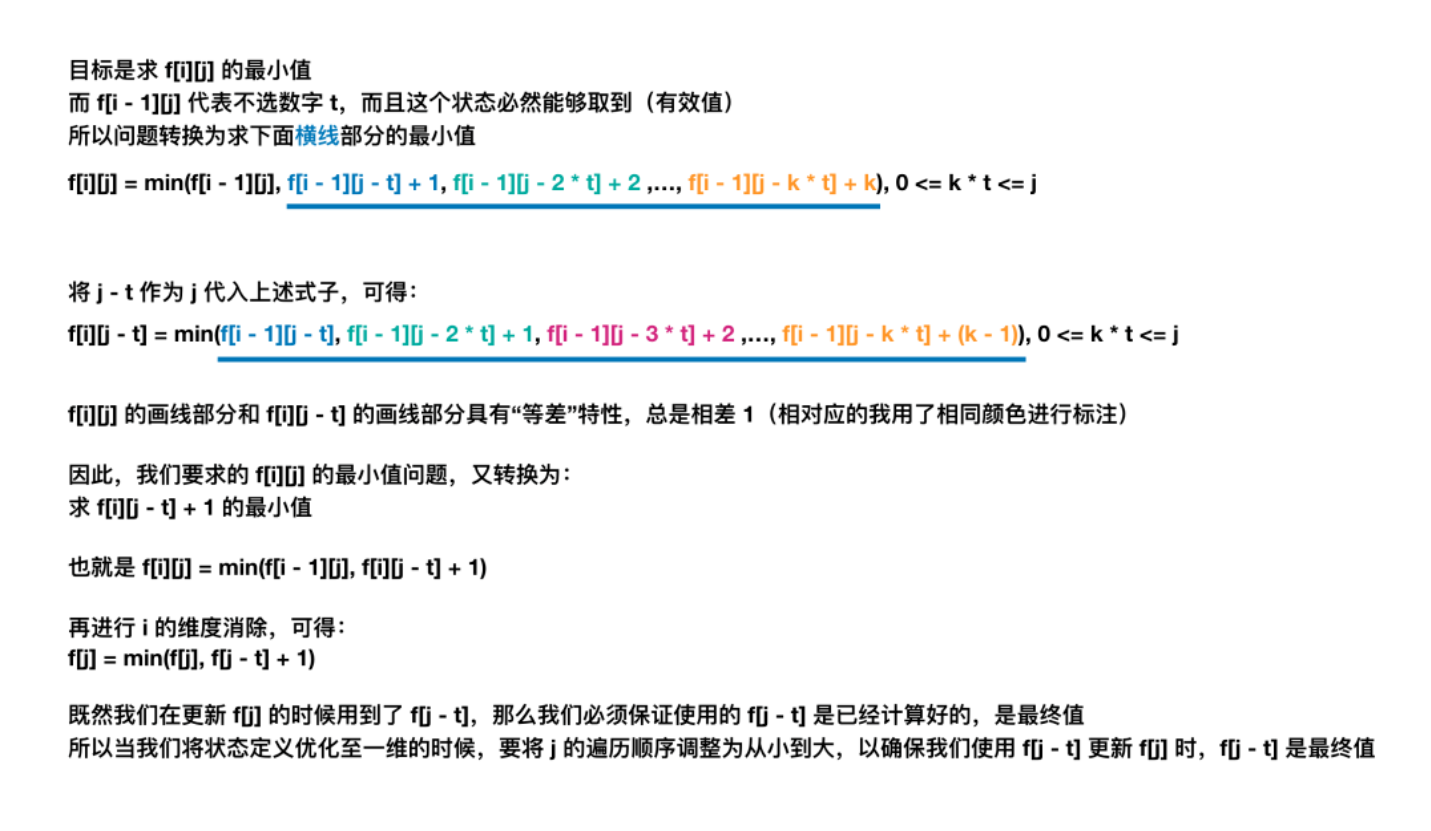 目标是求 f[i][j] 的最小值
而 f[i - 1][j] 代表不选数字 t，而且这个状态必然能够取到（有效值）
所以问题转换为求下面横线部分的最小值
f[i][j] = min(f[i - 1][j], f[i - 1][j - t] + 1, f[i - 1][j - 2 * t] + 2 ,…, f[i - 1][j - k * t] + k), 0 <= k * t <= j
将 j - t 作为 j 代入上述式子，可得：
f[i][j - t] = min(f[i - 1][j - t], f[i - 1][j - 2 * t] + 1, f[i - 1][j - 3 * t] + 2 ,…, f[i - 1][j - k * t] + (k - 1)), 0 <= k * t <= j
f[i][j] 的画线部分和 f[i][j - t] 的画线部分具有“等差”特性，总是相差 1（相对应的我用了相同颜色进行标注）
因此，我们要求的 f[i][j] 的最小值问题，又转换为：
求 f[i][j - t] + 1 的最小值
也就是 f[i][j] = min(f[i - 1][j], f[i][j - t] + 1)
再进行 i 的维度消除，可得：
f[j] = min(f[j], f[j - t] + 1)
既然我们在更新 f[j] 的时候用到了 f[j - t]，那么我们必须保证使用的 f[j - t] 是已经计算好的，是最终值
所以当我们将状态定义优化至一维的时候，要将 j 的遍历顺序调整为从小到大，以确保我们使用 f[j - t] 更新 f[j] 时，f[j - t] 是最终值